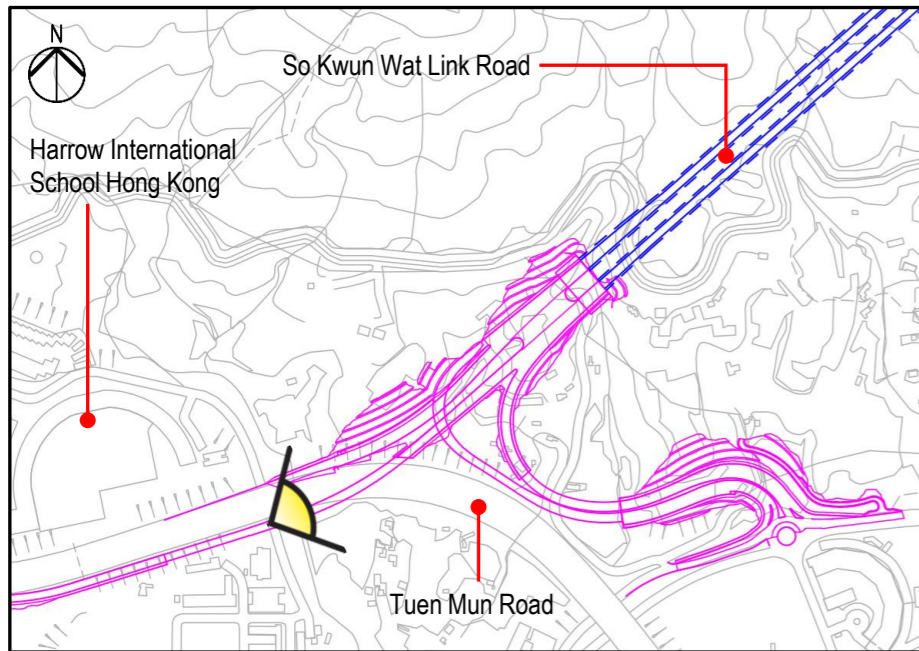 N
So Kwun Wat Link Road
Harrow International
School Hong Kong
Tuen Mun Road